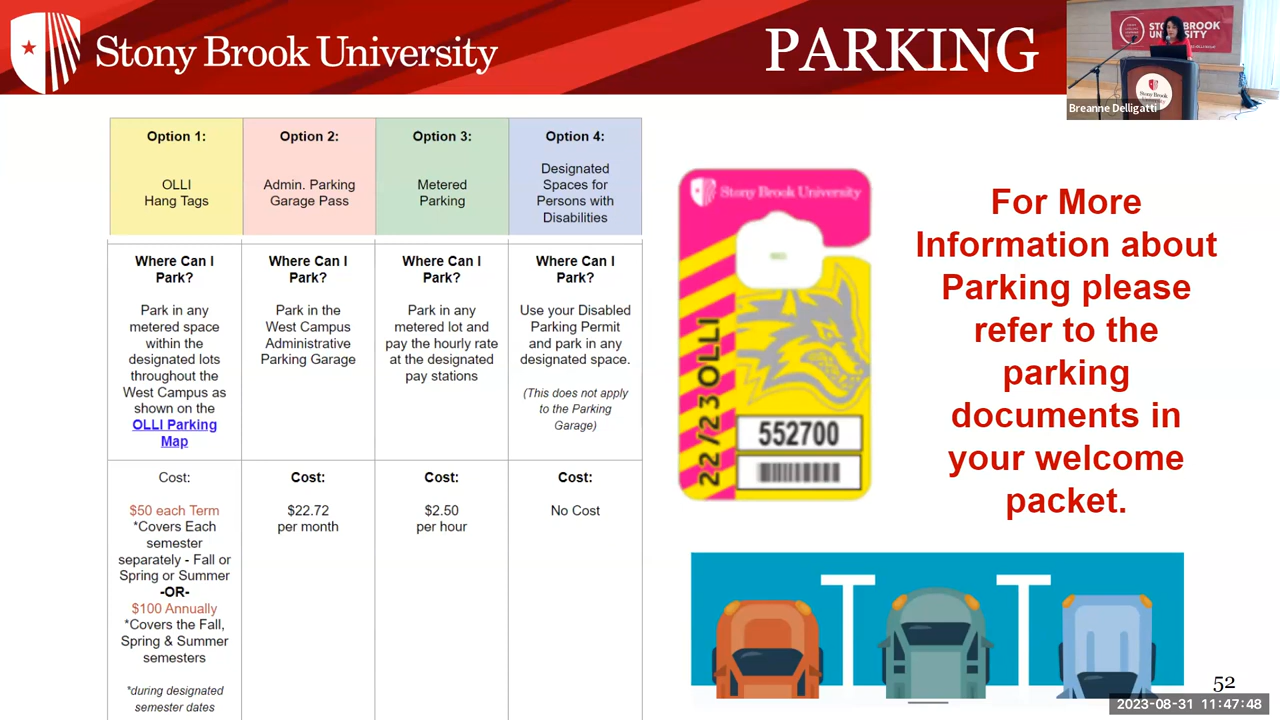 Stony Brook University
PARKING
STONY BROOK
UNIVERSITY
Stony Brook
University
Breanne Delligatti
Option 1:
OLLI
Hang Tags
Option 2:
Admin. Parking
Garage Pass
Option 3:
Metered
Parking
Option 4:
Designated
Spaces for
Persons with
Disabilities
Where Can I
Park?
Park in any
metered space
within the
designated lots
throughout the
West Campus as
shown on the
OLLI Parking
Map
Where Can I
Park?
Park in the
West Campus
Administrative
Parking Garage
Where Can I
Park?
Park in any
metered lot and
pay the hourly rate
at the designated
pay stations
Where Can I
Park?
Use your Disabled
Parking Permit
and park in any
designated space.
(This does not apply
to the Parking
Garage)
Cost:
$50 each Term
*Covers Each
semester
separately - Fall or
Spring or Summer
-OR-
$100 Annually
*Covers the Fall,
Spring & Summer
semesters
*during designated
semester dates
Cost:
$22.72
per month
Cost:
$2.50
per hour
Cost:
No Cost
Stony Brook University
22/23 OLLI
552700
For More
Information about
Parking please
refer to the
parking
documents in
your welcome
packet.
52
2023-08-31 11:47:48